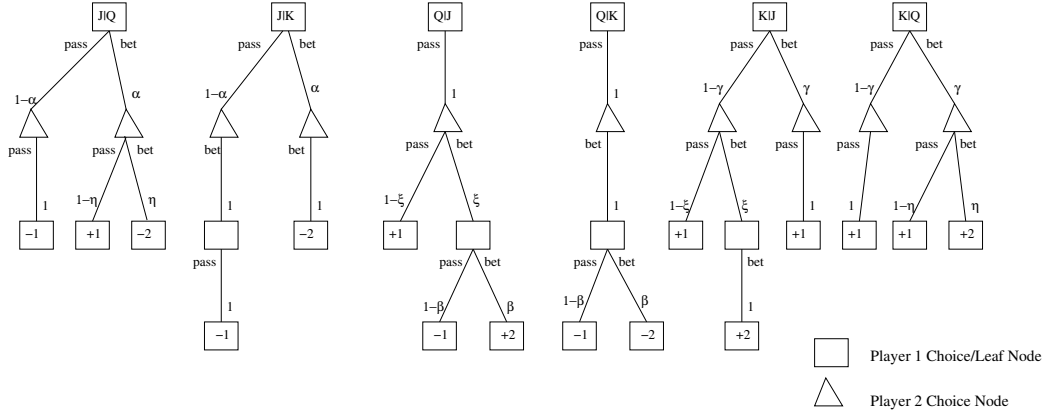 J|Q J|K Q|J Q|K K|J K|Q
pass bet pass bet pass pass pass bet pass bet
1−α α 1−α α 1 1 1−γ γ 1−γ γ
pass pass bet bet bet pass bet bet pass bet pass pass pass bet
1 1−η η 1 1 1−ξ ξ 1 1−ξ ξ 1 1 1−η η
−1 +1 −2 −2 +1 +1 +1 +1 +1 +2
pass pass bet pass bet bet
1 1−β β 1−β β 1
−1 −1 +2 −1 −2 +2
Player 1 Choice/Leaf Node
Player 2 Choice Node